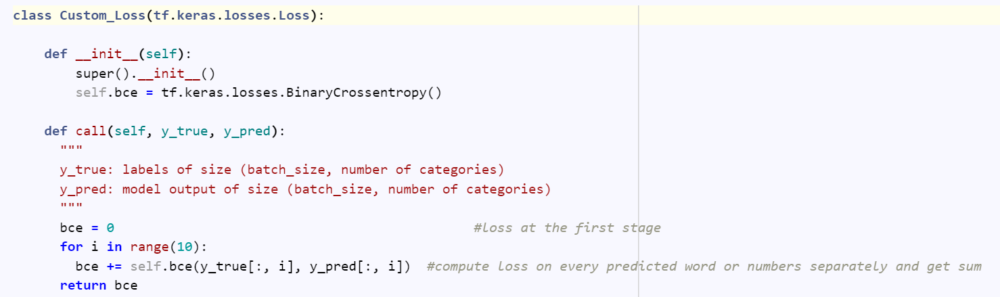 class Custom_Loss(tf.keras.losses.Loss):
def __init__(self):
super().__init__()
self.bce = tf.keras.losses.BinaryCrossentropy()
def call(self, y_true, y_pred):
"""
y_true: labels of size (batch_size, number of categories)
y_pred: model output of size (batch_size, number of categories)
"""
bce = 0 #loss at the first stage
for i in range(10):
bce += self.bce(y_true[:, i], y_pred[:, i]) #compute loss on every predicted word or numbers separately and get sum
return bce